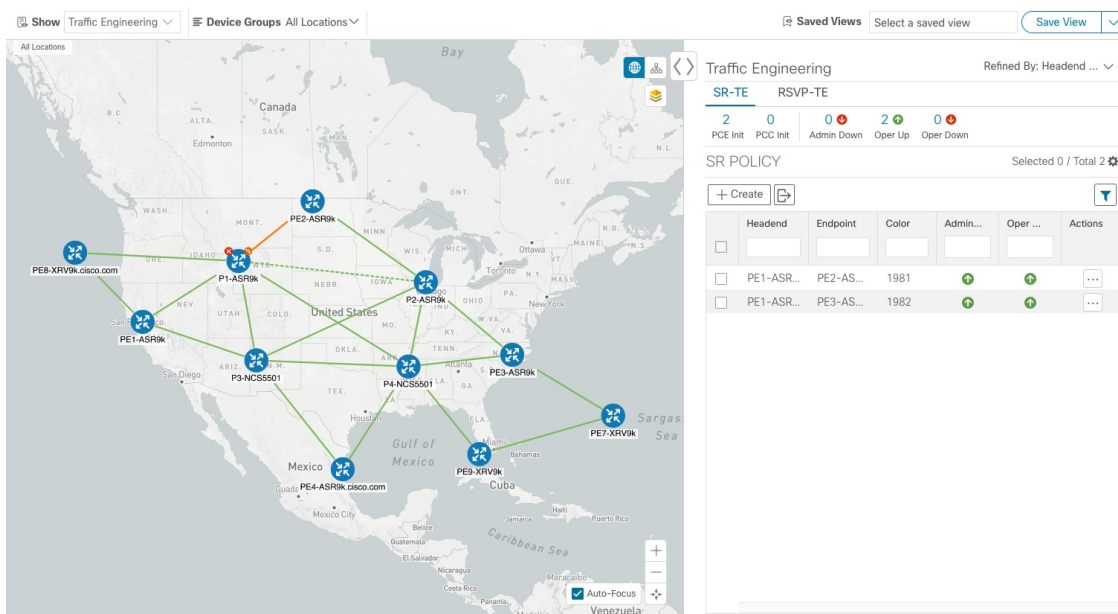 Show Traffic Engineering Device Groups All Locations Saved Views Select a saved view Save View
All Locations
Bay
Canada
B.C.
ALTA.
SASK.
MAN.
N.L.
Edmonton
QUE.
ONT.
PE2-ASR9k
WASH.
MONT.
MINN.
N.B.
MAINE
N.S.
Ottawa
ORE.
IDAHO
WYO.
S.D.
WIS.
MICH.
VT.
PE8-XRV9k.cisco.com
P1-ASR9k
Toronto
N.Y.
MASS.
NEBR.
IOWA
P2-ASR9k
OHIO
PA.
IND.
New York
NEV.
UTAH
COLO.
United States
MO.
KY.
W.VA.
VA.
PE1-ASR9k
OKLA.
TENN.
ARIZ.
N.M.
ARK.
Atlanta
PE3-ASR9k
San Diego
P3-NCS5501
P4-NCS5501
LA.
GA.
TEX.
Houston
FLA.
Sargas
Sea
PE7-XRV9k
Gulf of
Mexico
Miami
Bahamas
PE9-XRV9k
Mexico
PE4-ASR9k.cisco.com
Cuba
Mexico City
Haiti
Jamaica
Puerto Rico
Belize
Guatemala
El Salvador
Caribbean Sea
Nicaragua
Costa Rica
Panama
Maracaibo
Venezuela
Auto-Focus
Traffic Engineering Refined By: Headend ...
SR-TE RSVP-TE
2 0 0 2 0
PCE Init PCC Init Admin Down Oper Up Oper Down
SR POLICY Selected 0 / Total 2
+ Create
Headend Endpoint Color Admin... Oper ... Actions
PE1-ASR... PE2-AS... 1981 ...
PE1-ASR... PE3-AS... 1982 ...